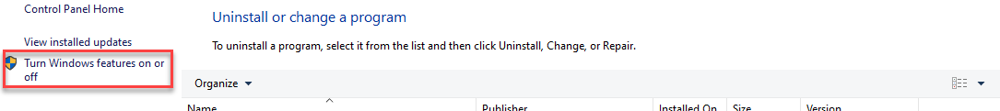 Control Panel Home
Uninstall or change a program
View installed updates
To uninstall a program, select it from the list and then click Uninstall, Change, or Repair.
Turn Windows features on or
off
Organize
Name Publisher Installed On Size Version